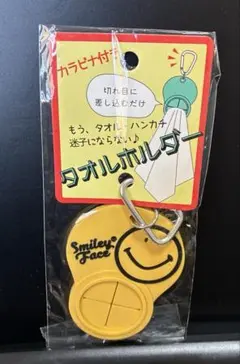 カラビナ付き
切れ目に
差し込むだけ
もう、タオル・ハンカチ
迷子にならない♪
タオルホルダー
Smiley
Face